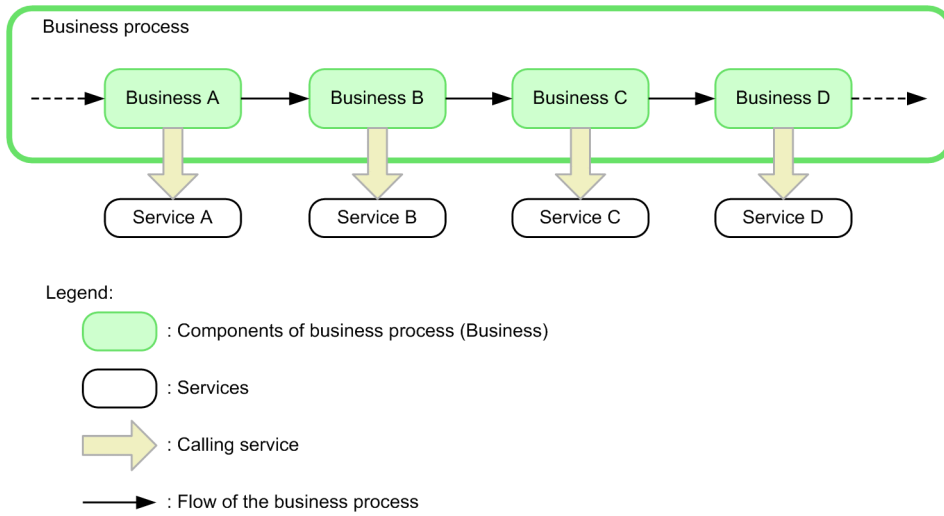 Business process
Business A
Business B
Business C
Business D
Service A
Service B
Service C
Service D
Legend:
: Components of business process (Business)
: Services
: Calling service
: Flow of the business process